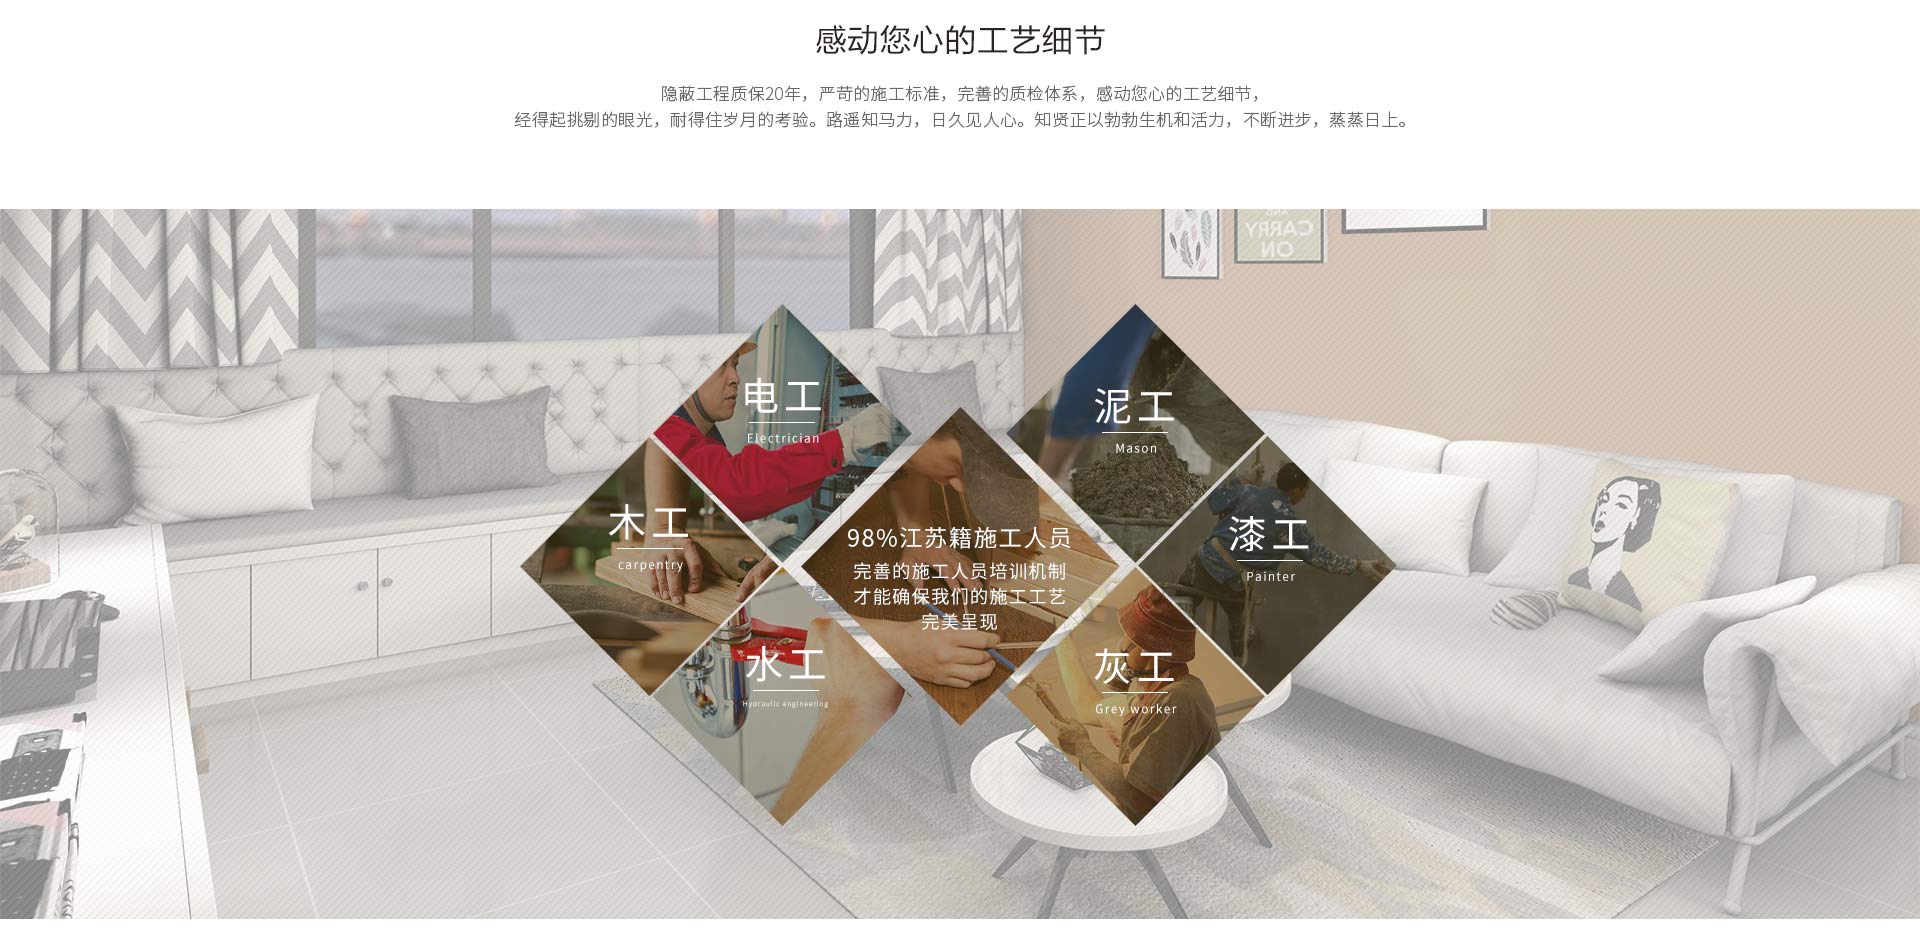 感动您心的工艺细节
隐蔽工程质保20年，严苛的施工标准，完善的质检体系，感动您心的工艺细节，
经得起挑剔的眼光，耐得住岁月的考验。路遥知马力，日久见人心。知贤正以勃勃生机和活力，不断进步，蒸蒸日上。
AND
CARRY
ON
电工
Electrician
泥工
Mason
木工
carpentry
98%江苏籍施工人员
完善的施工人员培训机制
才能确保我们的施工工艺
完美呈现
漆工
Painter
水工
Hydraulic engineering
灰工
Grey worker